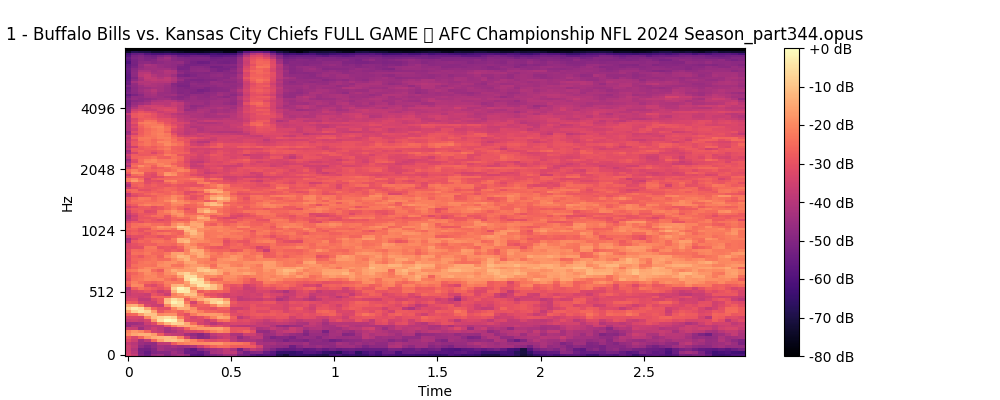 1 - Buffalo Bills vs. Kansas City Chiefs FULL GAME ▯ AFC Championship NFL 2024 Season_part344.opus
+0 dB
4096
-10 dB
-20 dB
2048
-30 dB
Hz
-40 dB
1024
-50 dB
512
-60 dB
-70 dB
0
-80 dB
0 0.5 1 1.5 2 2.5
Time